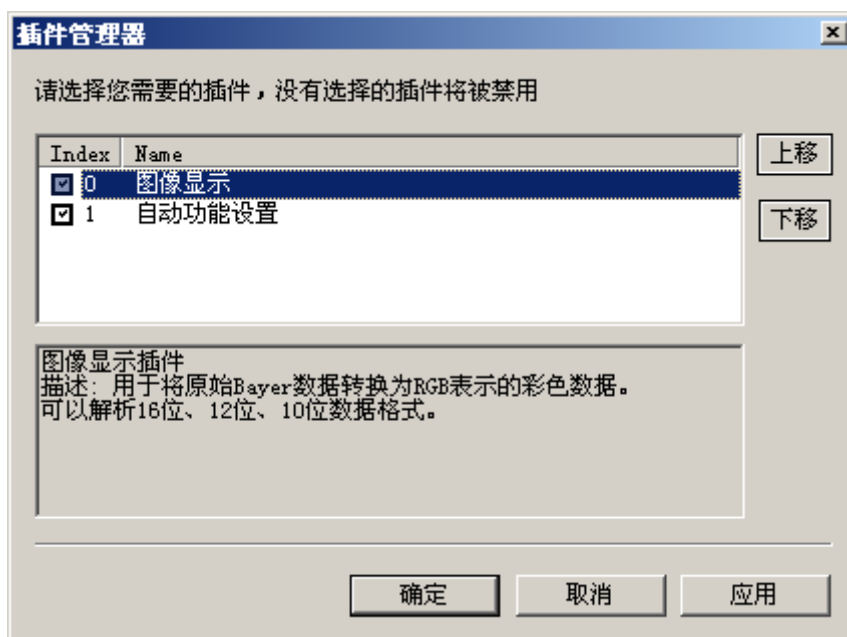 插件管理器
请选择您需要的插件，没有选择的插件将被禁用
Index Name
0 图像显示
1 自动功能设置
上移
下移
图像显示插件
描述: 用于将原始Bayer数据转换为RGB表示的彩色数据。
可以解析16位、12位、10位数据格式。
确定 取消 应用